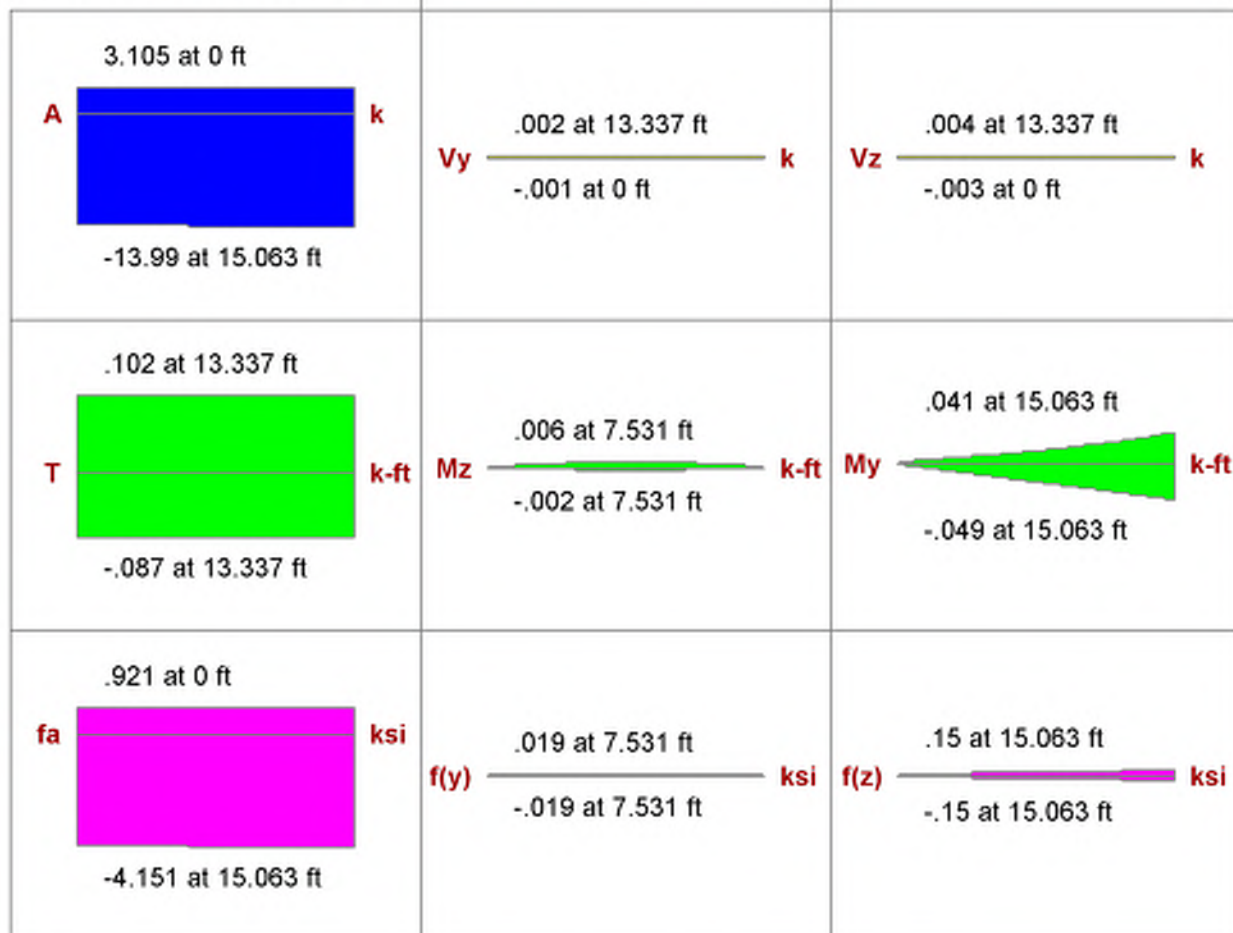 3.105 at 0 ft
A k
-13.99 at 15.063 ft
.002 at 13.337 ft
Vy k
-.001 at 0 ft
.004 at 13.337 ft
Vz k
-.003 at 0 ft
.102 at 13.337 ft
T k-ft
-.087 at 13.337 ft
.006 at 7.531 ft
Mz k-ft
-.002 at 7.531 ft
.041 at 15.063 ft
My k-ft
-.049 at 15.063 ft
.921 at 0 ft
fa ksi
-4.151 at 15.063 ft
.019 at 7.531 ft
f(y) ksi
-.019 at 7.531 ft
.15 at 15.063 ft
f(z) ksi
-.15 at 15.063 ft